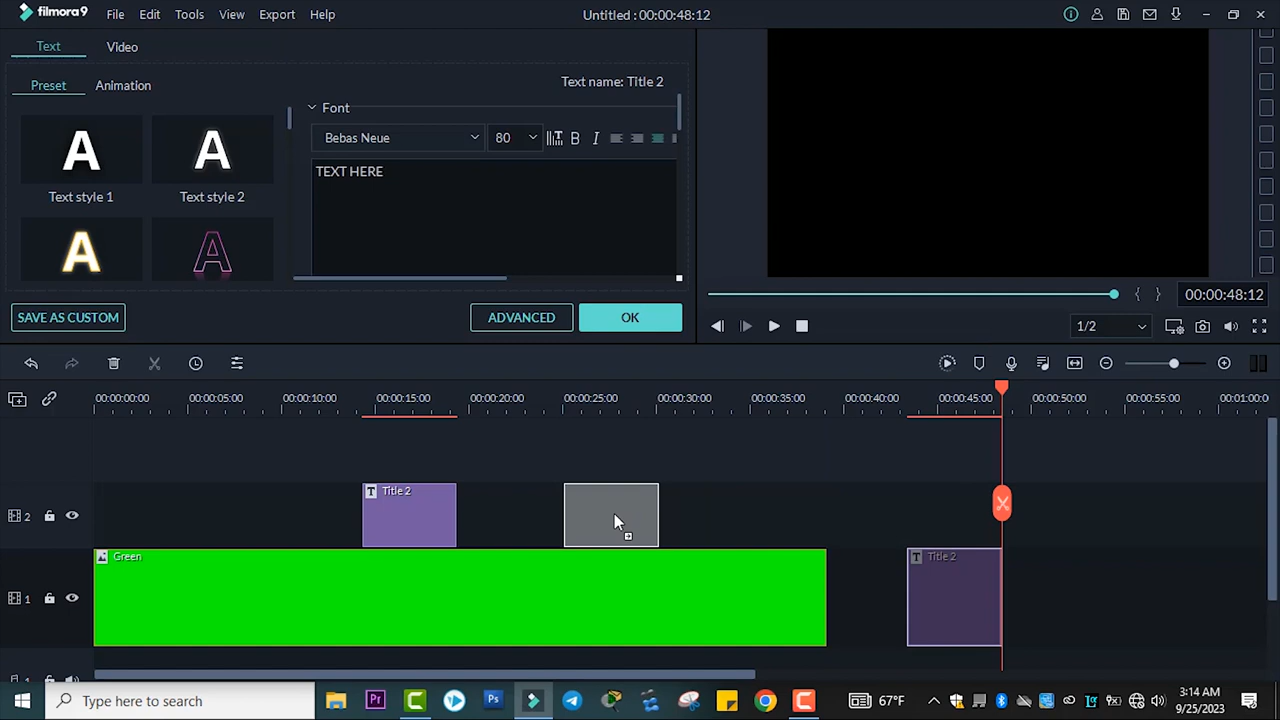 filmora9 File Edit Tools View Export Help Untitled : 00:00:48:12
Text Video
Preset Animation Text name: Title 2
Font
Bebas Neue 80 B I
TEXT HERE
A A
Text style 1 Text style 2
A A
SAVE AS CUSTOM ADVANCED OK
00:00:48:12
1/2
00:00:00:00 00:00:05:00 00:00:10:00 00:00:15:00 00:00:20:00 00:00:25:00 00:00:30:00 00:00:35:00 00:00:40:00 00:00:45:00 00:00:50:00 00:00:55:00 00:01:00:0
2 T Title 2
Green T Title 2
1
1
Type here to search Pr Ps 67°F 3:14 AM
9/25/2023